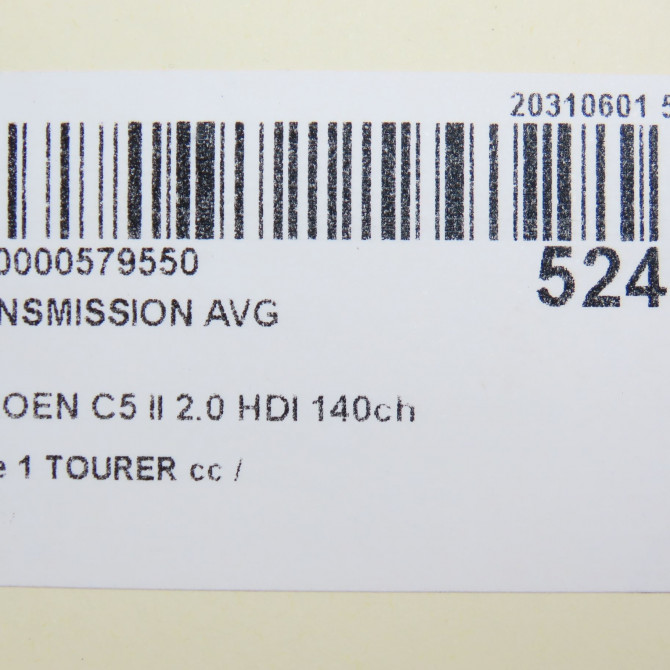 20310601 5
0000579550
524
NSMISSION AVG
OEN C5 II 2.0 HDI 140ch
e 1 TOURER cc /